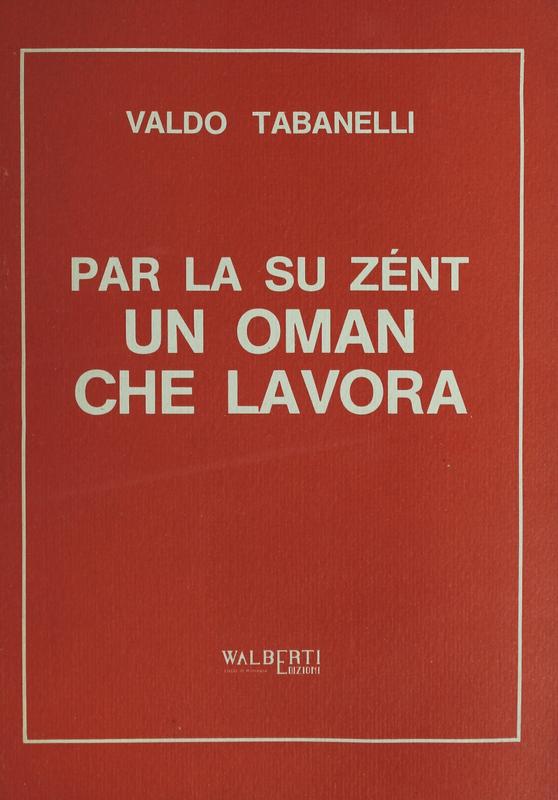 VALDO TABANELLI
PAR LA SU ZÉNT
UN OMAN
CHE LAVORA
WALBERTI
EDIZIONI